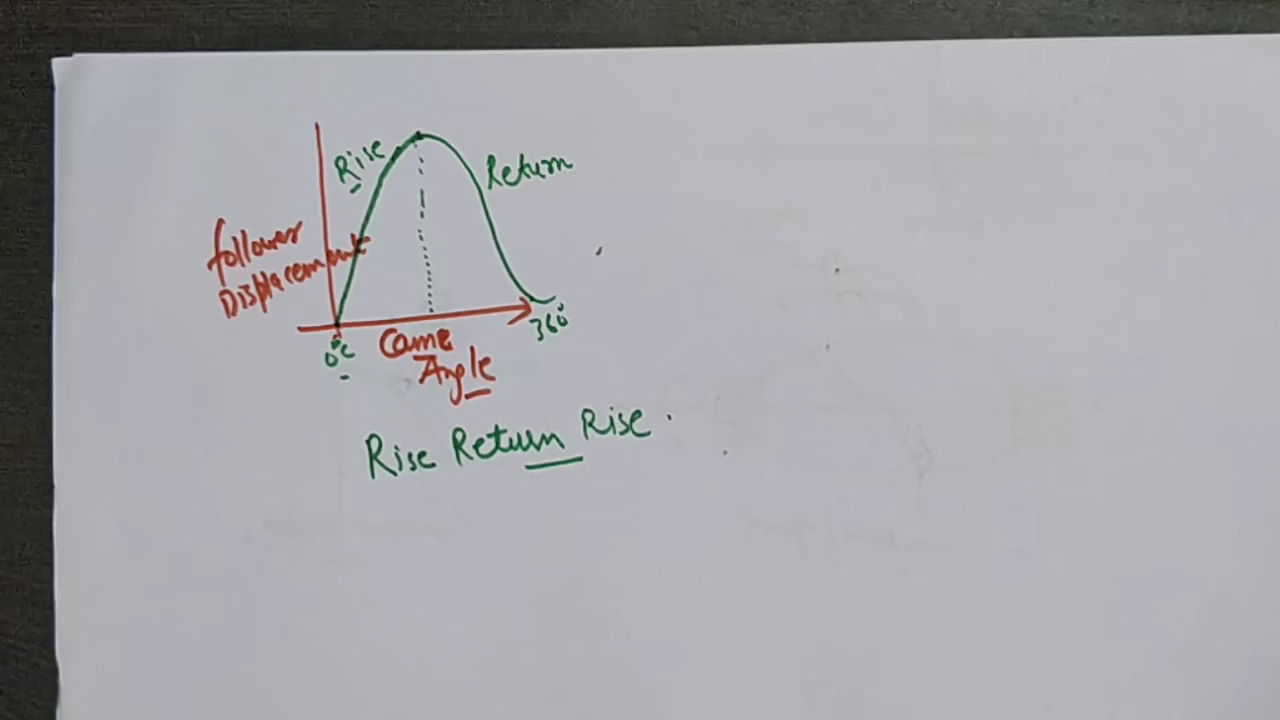 Rise
Return
follower
Displacement
0°c
360°
Came
Angle
Rise Return Rise.